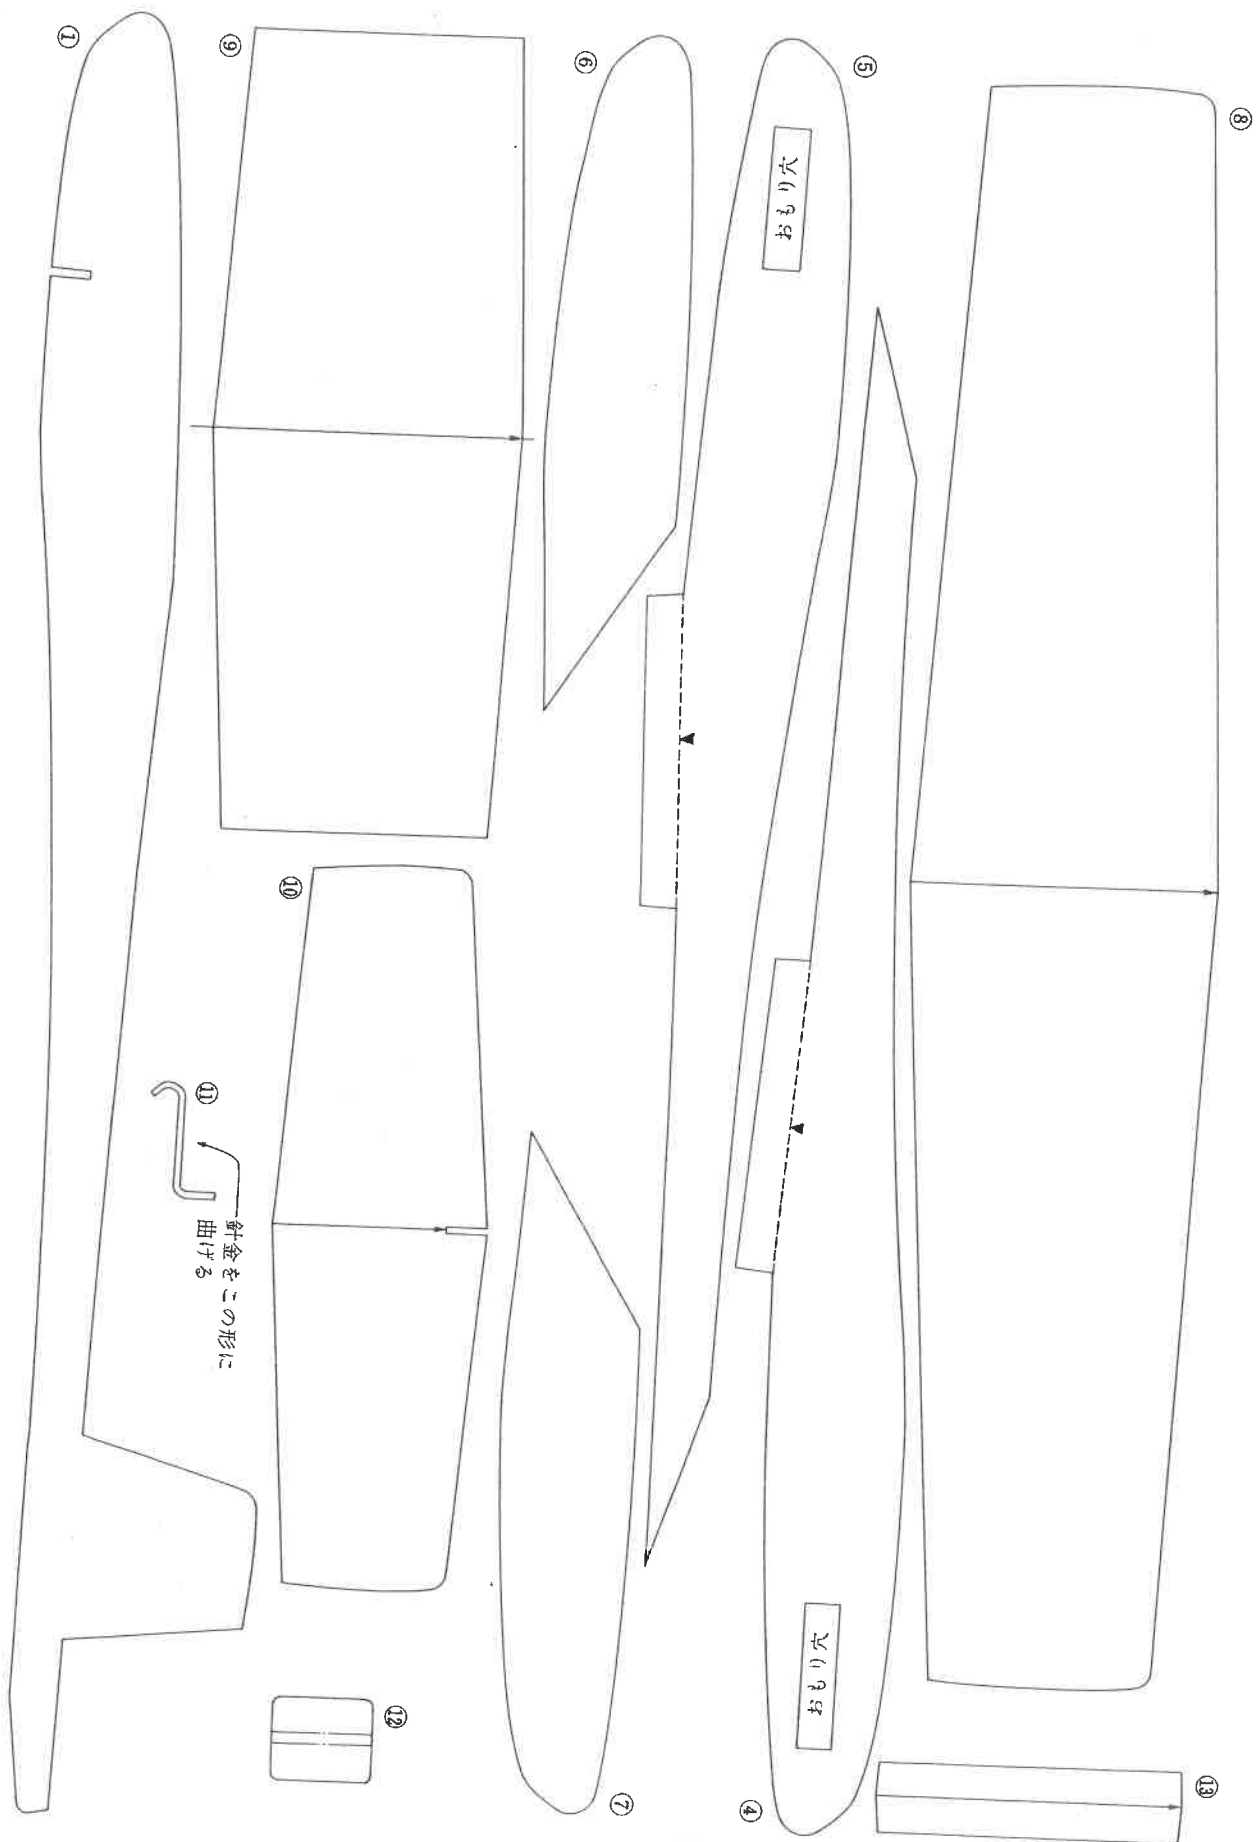 ①
⑨
⑥
⑤
⑧
おもり穴
⑩
⑪
針金をこの形に
曲げる
⑫
⑦
おもり穴
④
⑬